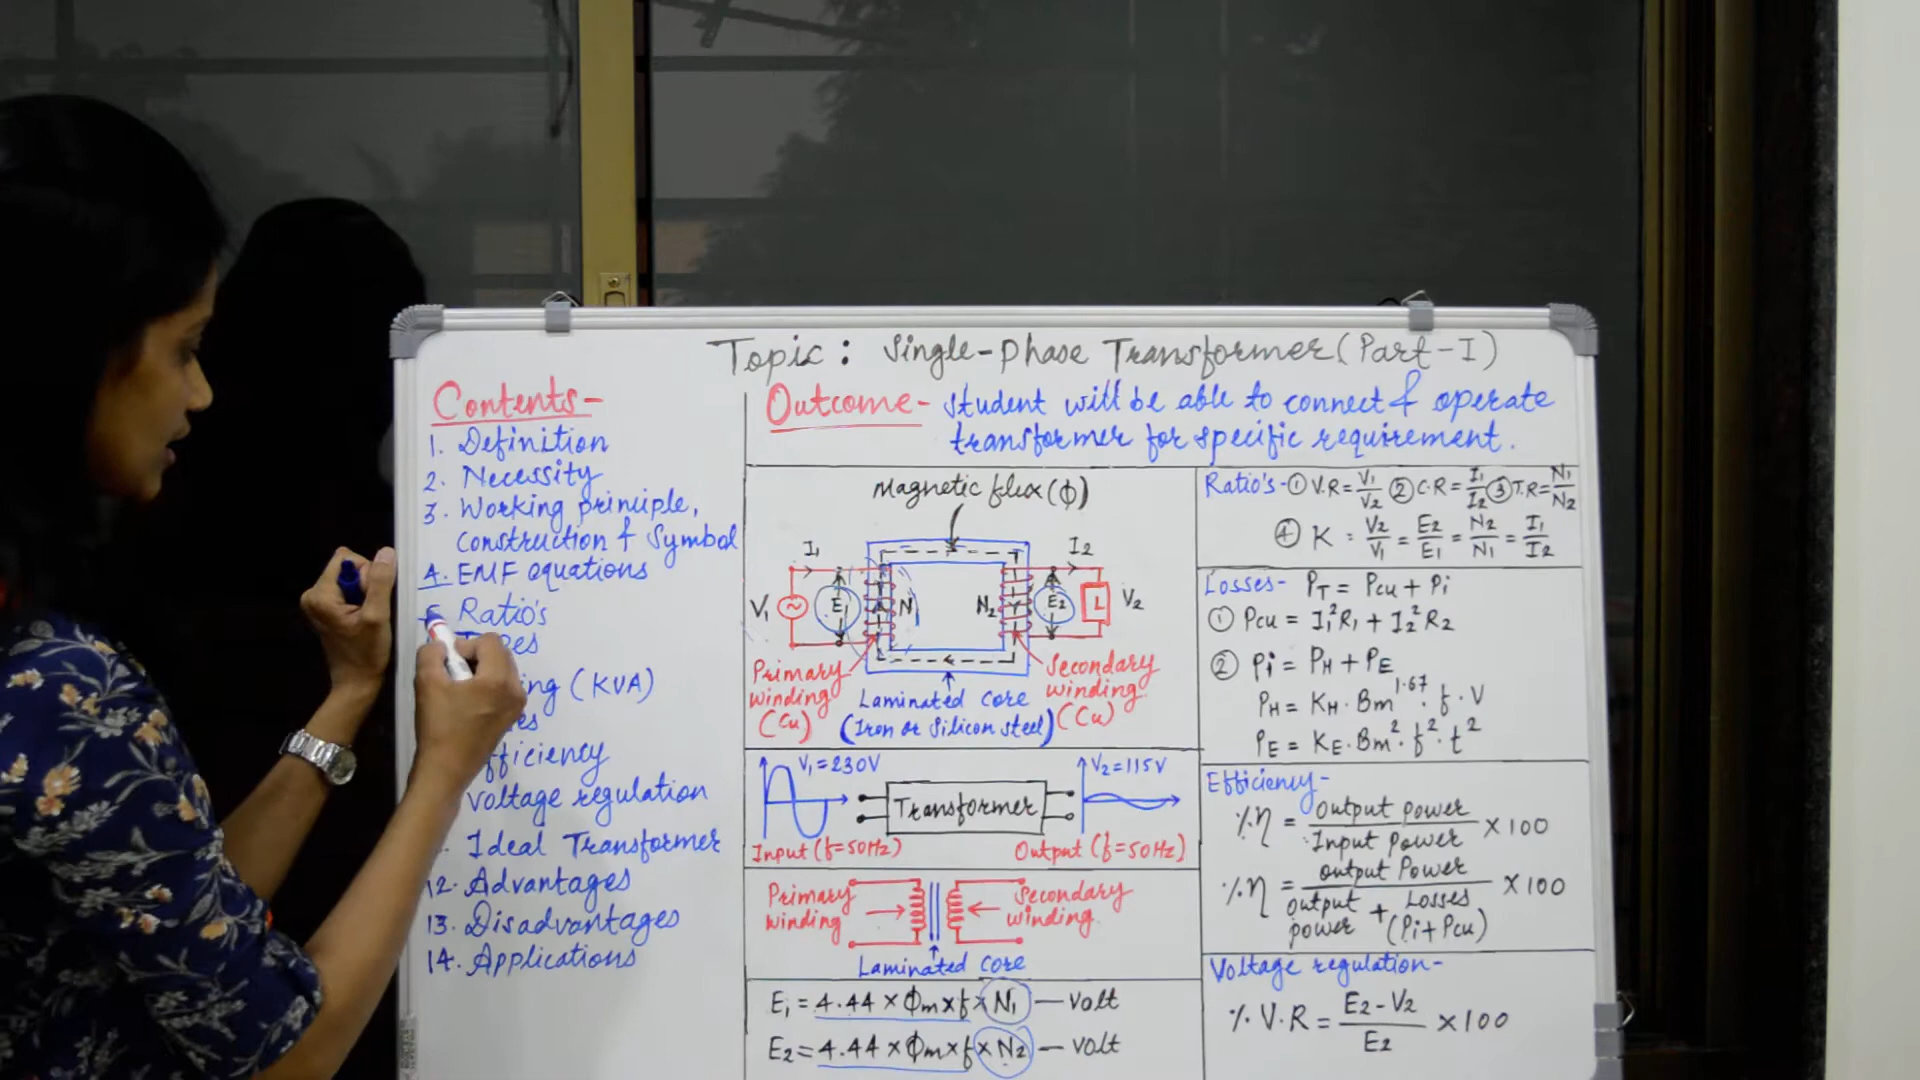 Topic: Single-phase Transformer (Part-I)
Contents-
1. Definition
2. Necessity
3. Working principle,
Construction & Symbol
4. EMF equations
5 Ratio's
(KVA)
Voltage regulation
Ideal Transformer
12. Advantages
13. Disadvantages
14. Applications
Outcome- Student will be able to connect & operate
transformer for specific requirement.
Magnetic flux (ϕ)
I1 I2
V1 ~ E1 N1 N2 E2 L V2
Primary winding (Cu)
Laminated core
(Iron or Silicon steel)
Secondary winding (Cu)
V1=230V
Input (f=50Hz)
Transformer
V2=115V
Output (f=50Hz)
Primary winding
Secondary winding
Laminated core
E1 = 4.44 × ϕm × f × N1 — Volt
E2 = 4.44 × ϕm × f × N2 — Volt
Ratio's - ① V.R = V1/V2 ② C.R = I1/I2 ③ T.R = N1/N2
④ K = V2/V1 = E2/E1 = N2/N1 = I1/I2
Losses- PT = Pcu + Pi
① Pcu = I1²R1 + I2²R2
② Pi = PH + PE
PH = KH · Bm^1.67 · f · V
PE = KE · Bm² · f² · t²
Efficiency-
% η = Output power / Input power × 100
% η = output Power / output power + Losses (Pi + Pcu) × 100
Voltage regulation-
% V.R = E2 - V2 / E2 × 100